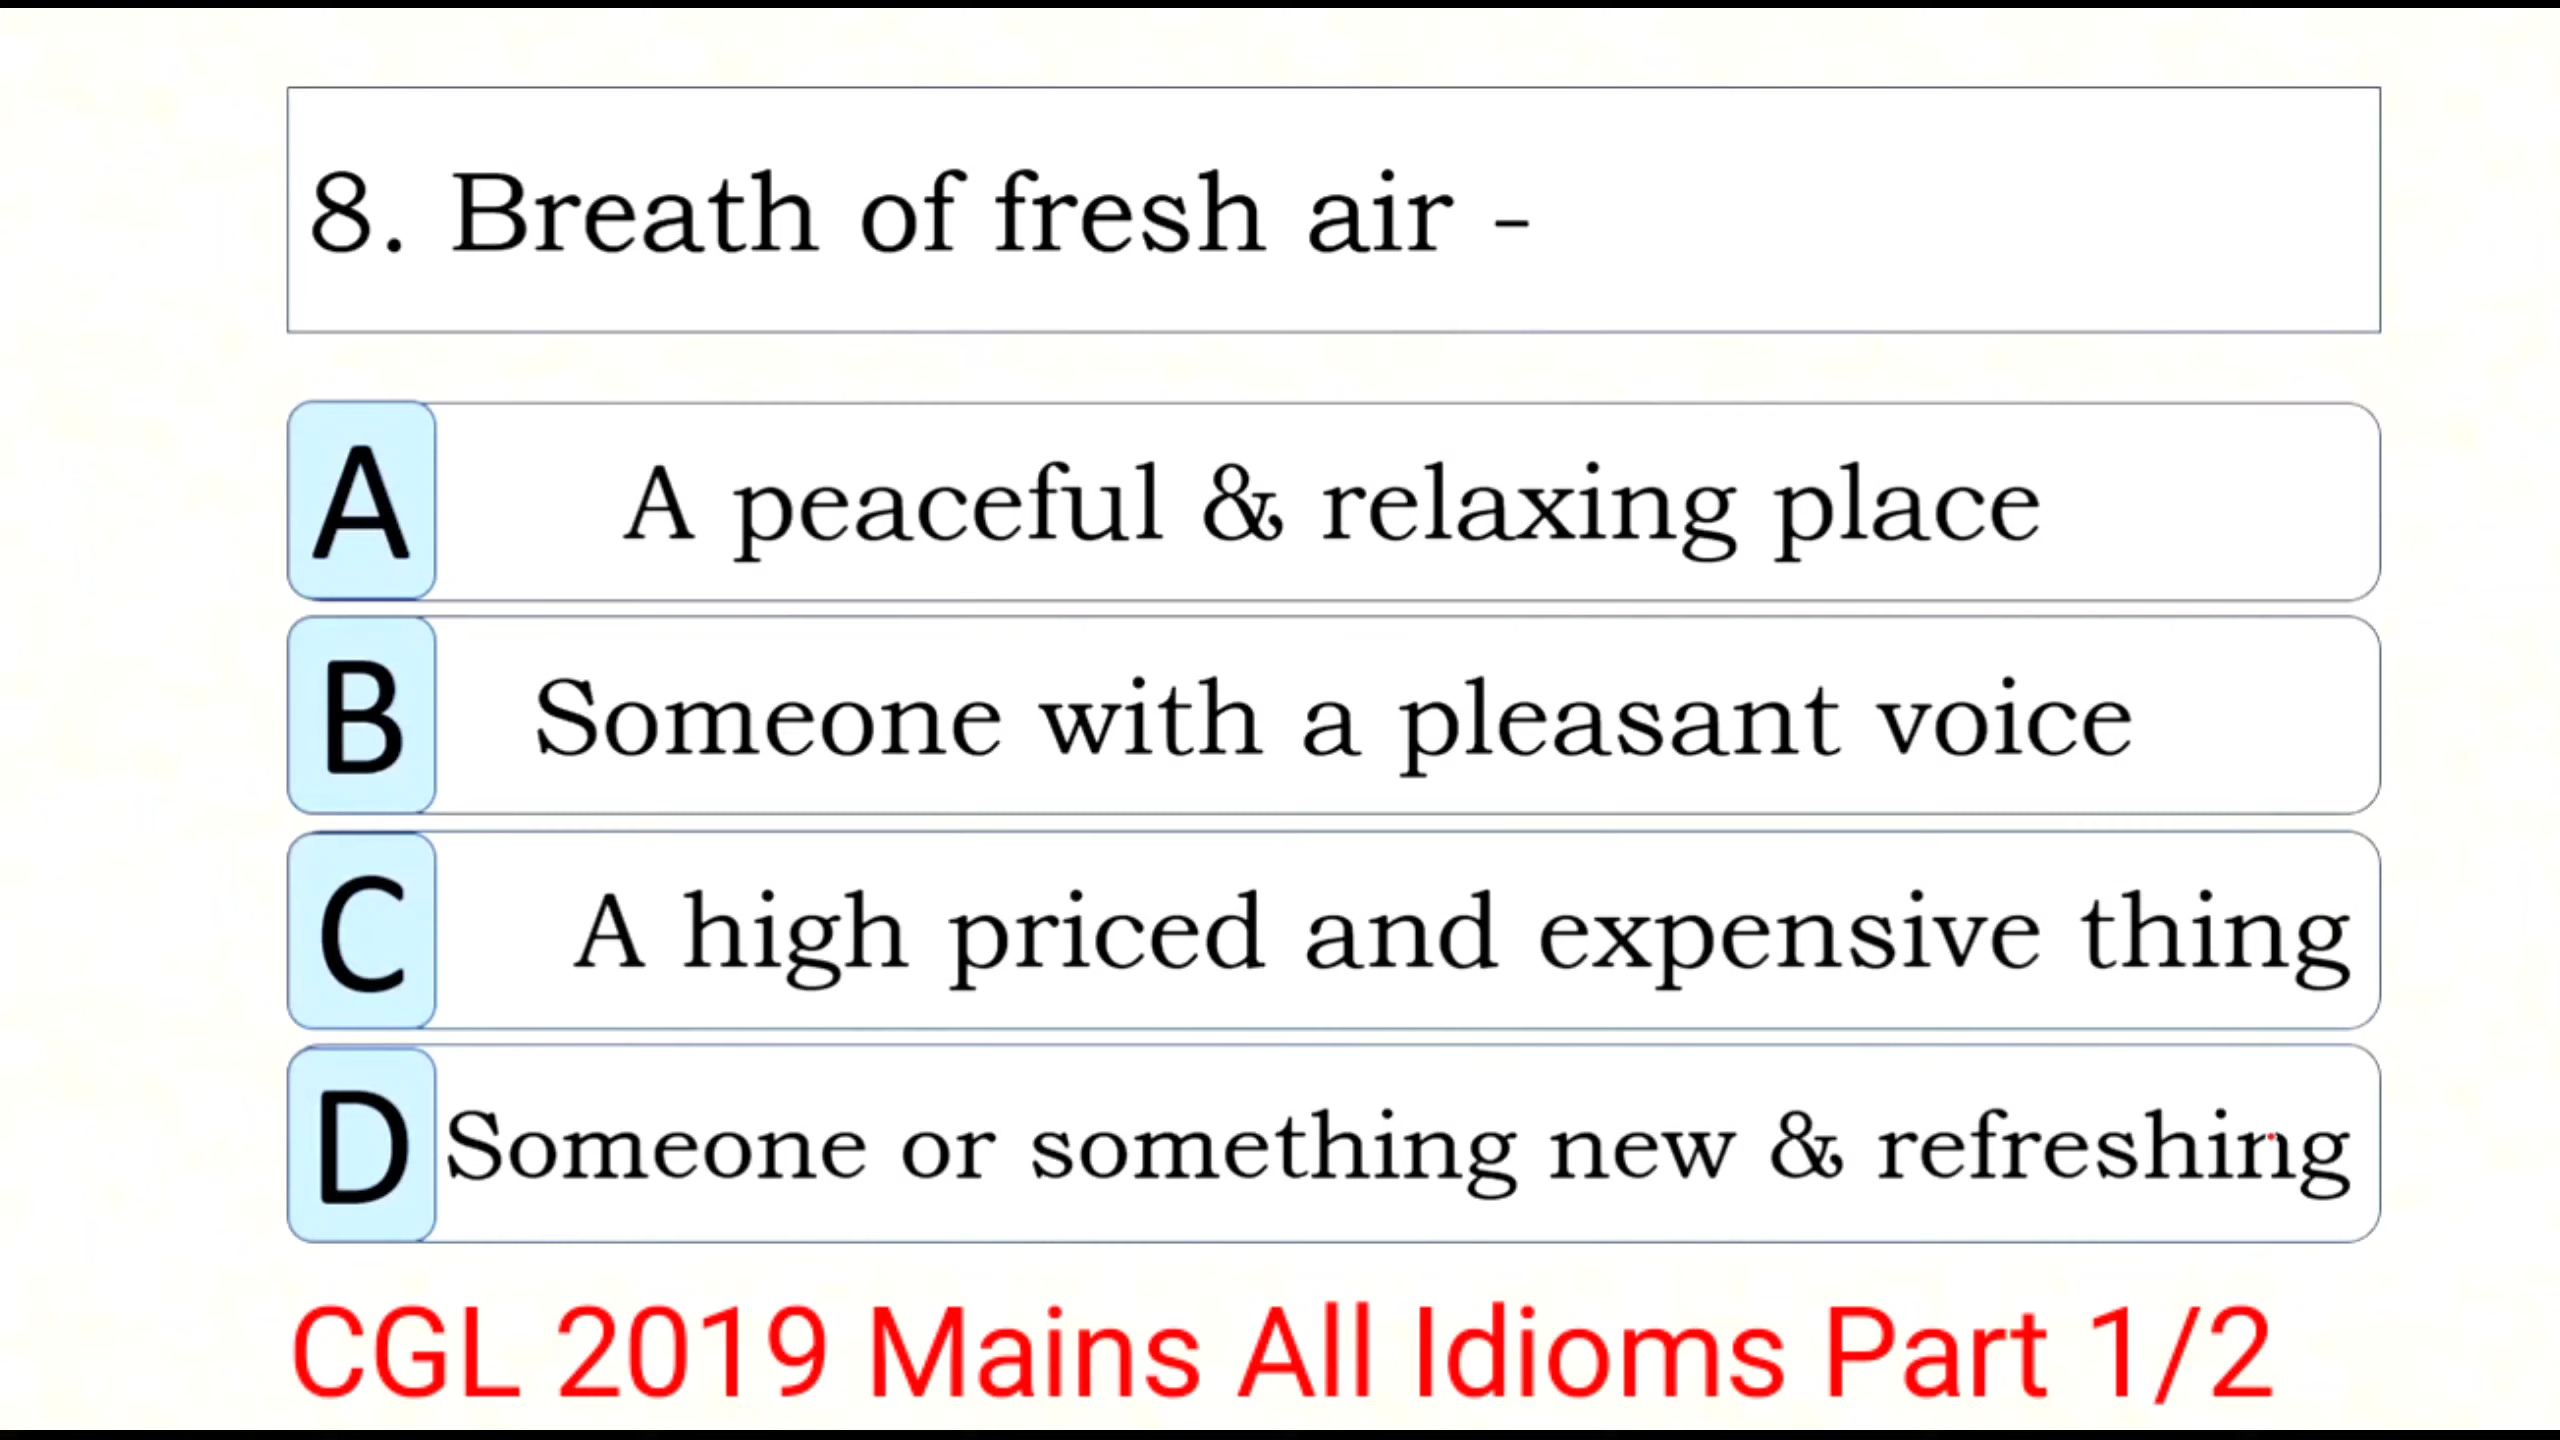 8. Breath of fresh air -
A A peaceful & relaxing place
B Someone with a pleasant voice
C A high priced and expensive thing
D Someone or something new & refreshing
CGL 2019 Mains All Idioms Part 1/2